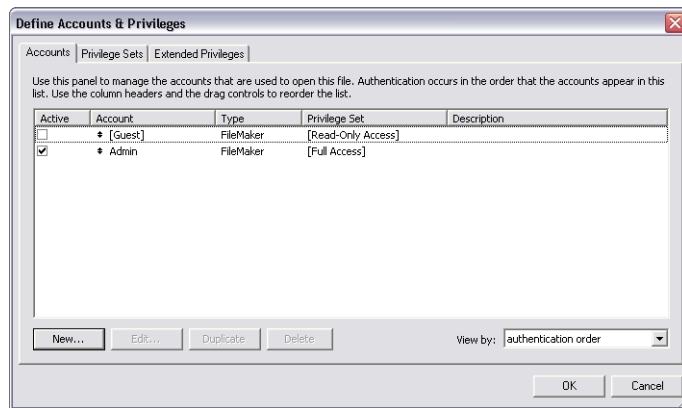 Define Accounts & Privileges
Accounts Privilege Sets Extended Privileges
Use this panel to manage the accounts that are used to open this file. Authentication occurs in the order that the accounts appear in this
list. Use the column headers and the drag controls to reorder the list.
Active Account Type Privilege Set Description
[Guest] FileMaker [Read-Only Access]
Admin FileMaker [Full Access]
New... Edit... Duplicate Delete View by: authentication order
OK Cancel